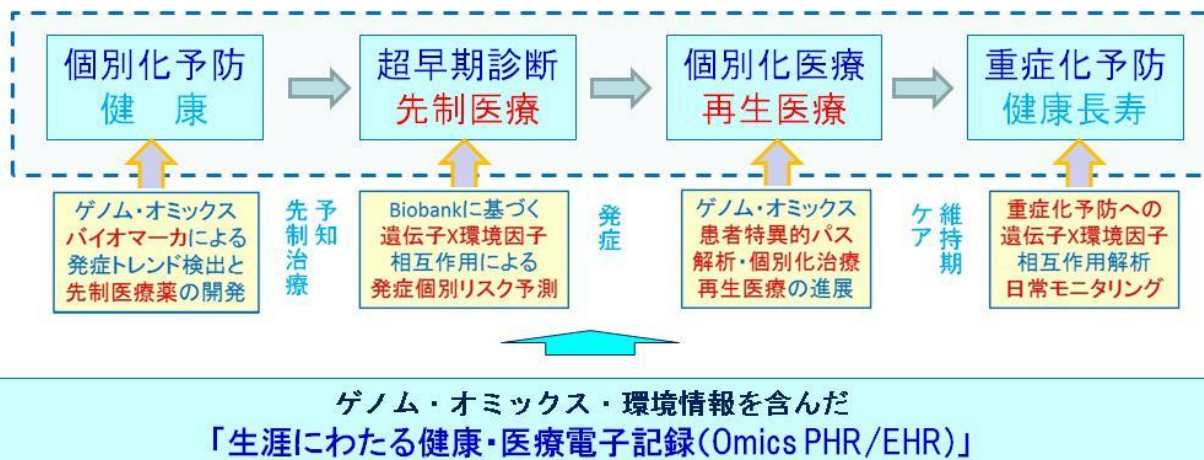 個別化予防
健　康
超早期診断
先制医療
個別化医療
再生医療
重症化予防
健康長寿
ゲノム・オミックス
バイオマーカによる
発症トレンド検出と
先制医療薬の開発
予知
先制治療
Biobankに基づく
遺伝子X環境因子
相互作用による
発症個別リスク予測
発症
ゲノム・オミックス
患者特異的パス
解析・個別化治療
再生医療の進展
維持期
ケア
重症化予防への
遺伝子X環境因子
相互作用解析
日常モニタリング
ゲノム・オミックス・環境情報を含んだ
「生涯にわたる健康・医療電子記録(Omics PHR/EHR)」